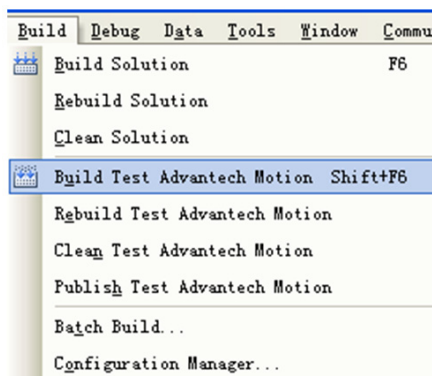 Build Debug Data Tools Window Commu
Build Solution F6
Rebuild Solution
Clean Solution
Build Test Advantech Motion Shift+F6
Rebuild Test Advantech Motion
Clean Test Advantech Motion
Publish Test Advantech Motion
Batch Build...
Configuration Manager...